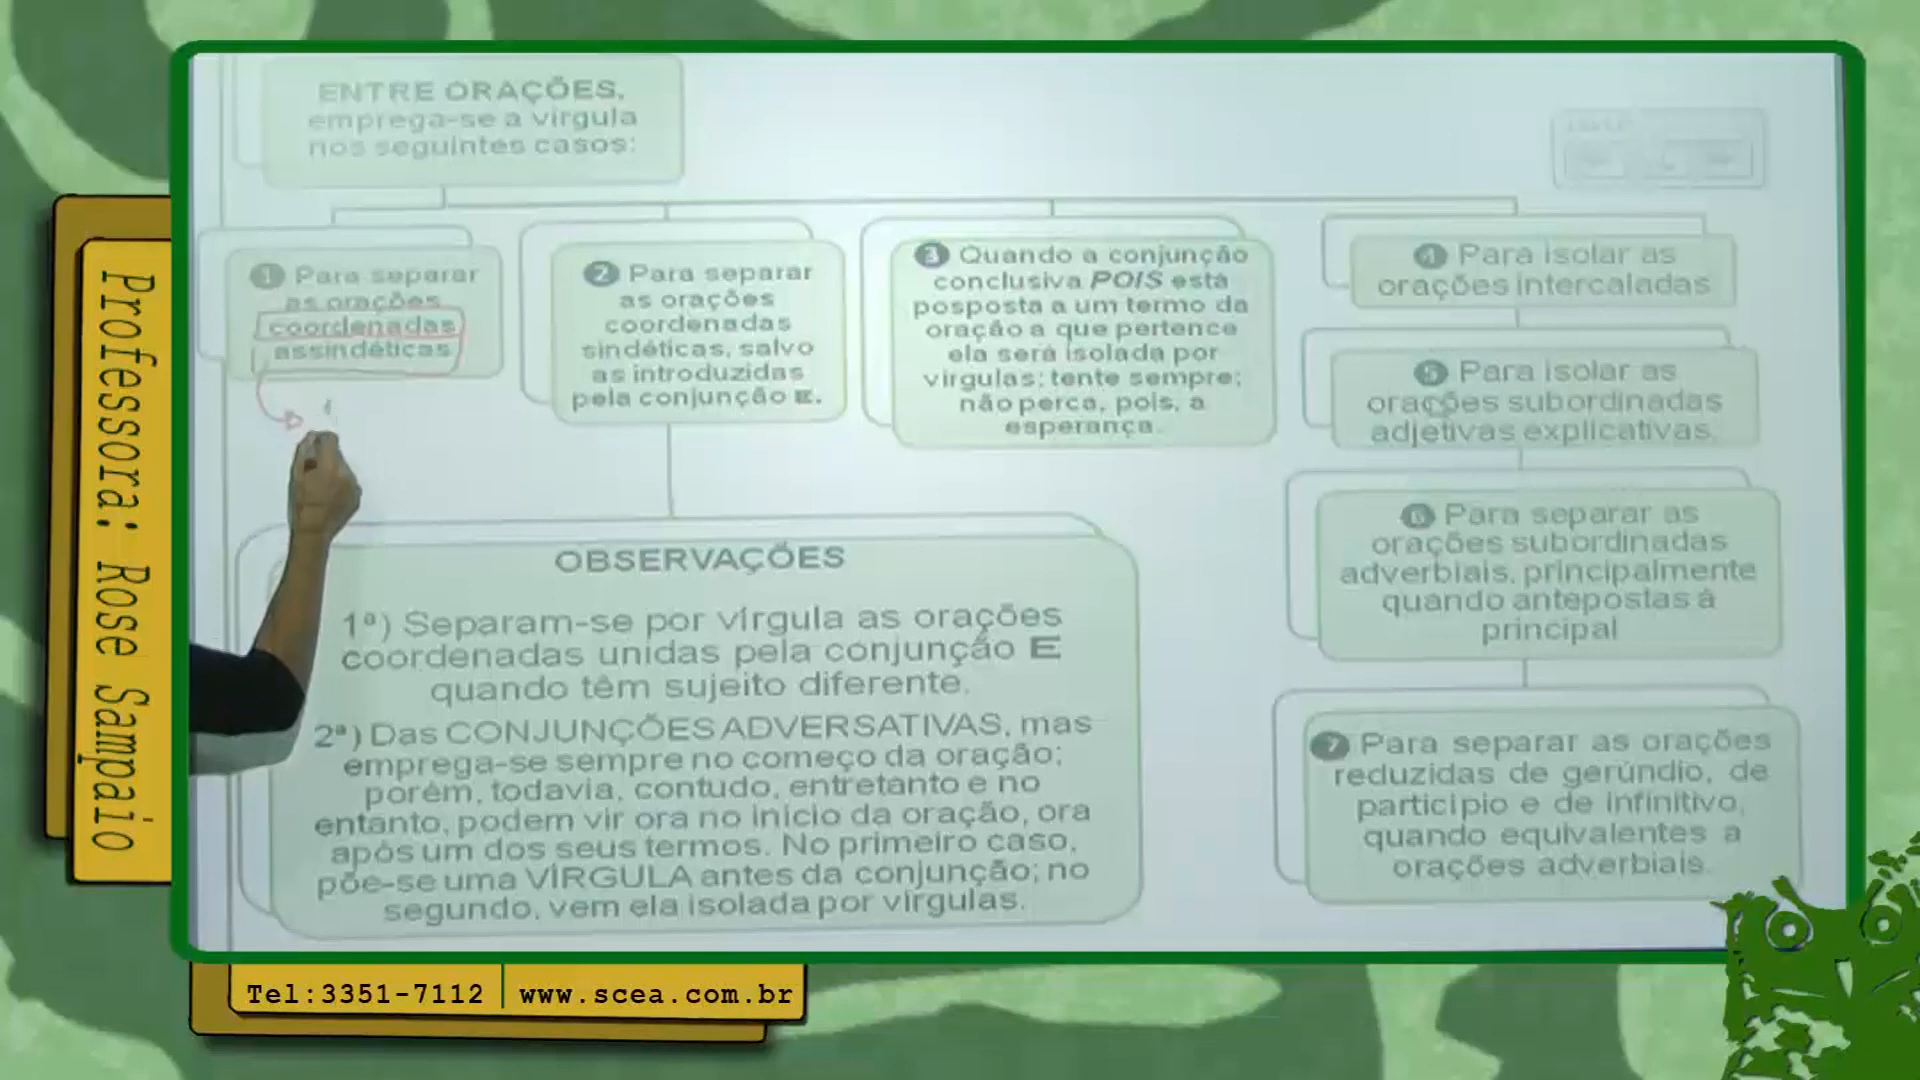 ENTRE ORAÇÕES,
emprega-se a vírgula
nos seguintes casos:
1 Para separar
as orações
coordenadas
assindéticas
2 Para separar
as orações
coordenadas
sindéticas, salvo
as introduzidas
pela conjunção E.
3 Quando a conjunção
conclusiva POIS está
posposta a um termo da
oração a que pertence
ela será isolada por
vírgulas: tente sempre;
não perca, pois, a
esperança.
4 Para isolar as
orações intercaladas
5 Para isolar as
orações subordinadas
adjetivas explicativas.
6 Para separar as
orações subordinadas
adverbiais, principalmente
quando antepostas à
principal
7 Para separar as orações
reduzidas de gerúndio, de
particípio e de infinitivo,
quando equivalentes a
orações adverbiais.
OBSERVAÇÕES
1ª) Separam-se por vírgula as orações
coordenadas unidas pela conjunção E
quando têm sujeito diferente.
2ª) Das CONJUNÇÕES ADVERSATIVAS, mas
emprega-se sempre no começo da oração;
porém, todavia, contudo, entretanto e no
entanto, podem vir ora no início da oração, ora
após um dos seus termos. No primeiro caso,
põe-se uma VÍRGULA antes da conjunção; no
segundo, vem ela isolada por vírgulas.
Professora: Rose Sampaio
Tel:3351-7112
www.scea.com.br